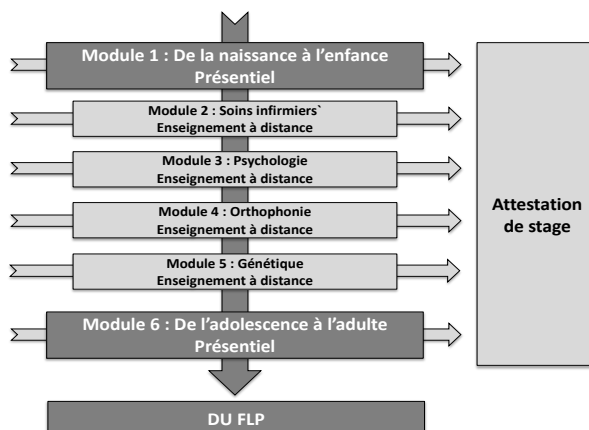 Module 1 : De la naissance à l’enfance
Présentiel
Module 2 : Soins infirmiers`
Enseignement à distance
Module 3 : Psychologie
Enseignement à distance
Module 4 : Orthophonie
Enseignement à distance
Module 5 : Génétique
Enseignement à distance
Module 6 : De l’adolescence à l’adulte
Présentiel
Attestation
de stage
DU FLP